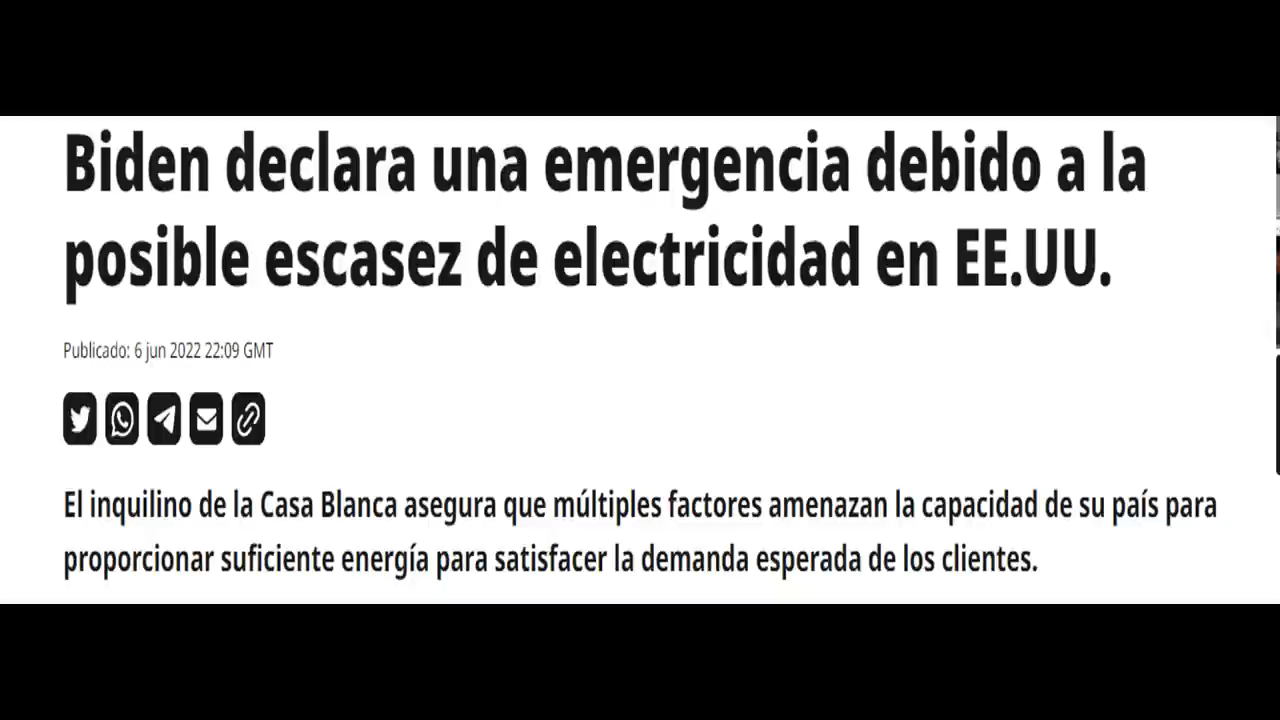 Biden declara una emergencia debido a la
posible escasez de electricidad en EE.UU.
Publicado: 6 jun 2022 22:09 GMT
El inquilino de la Casa Blanca asegura que múltiples factores amenazan la capacidad de su país para
proporcionar suficiente energía para satisfacer la demanda esperada de los clientes.